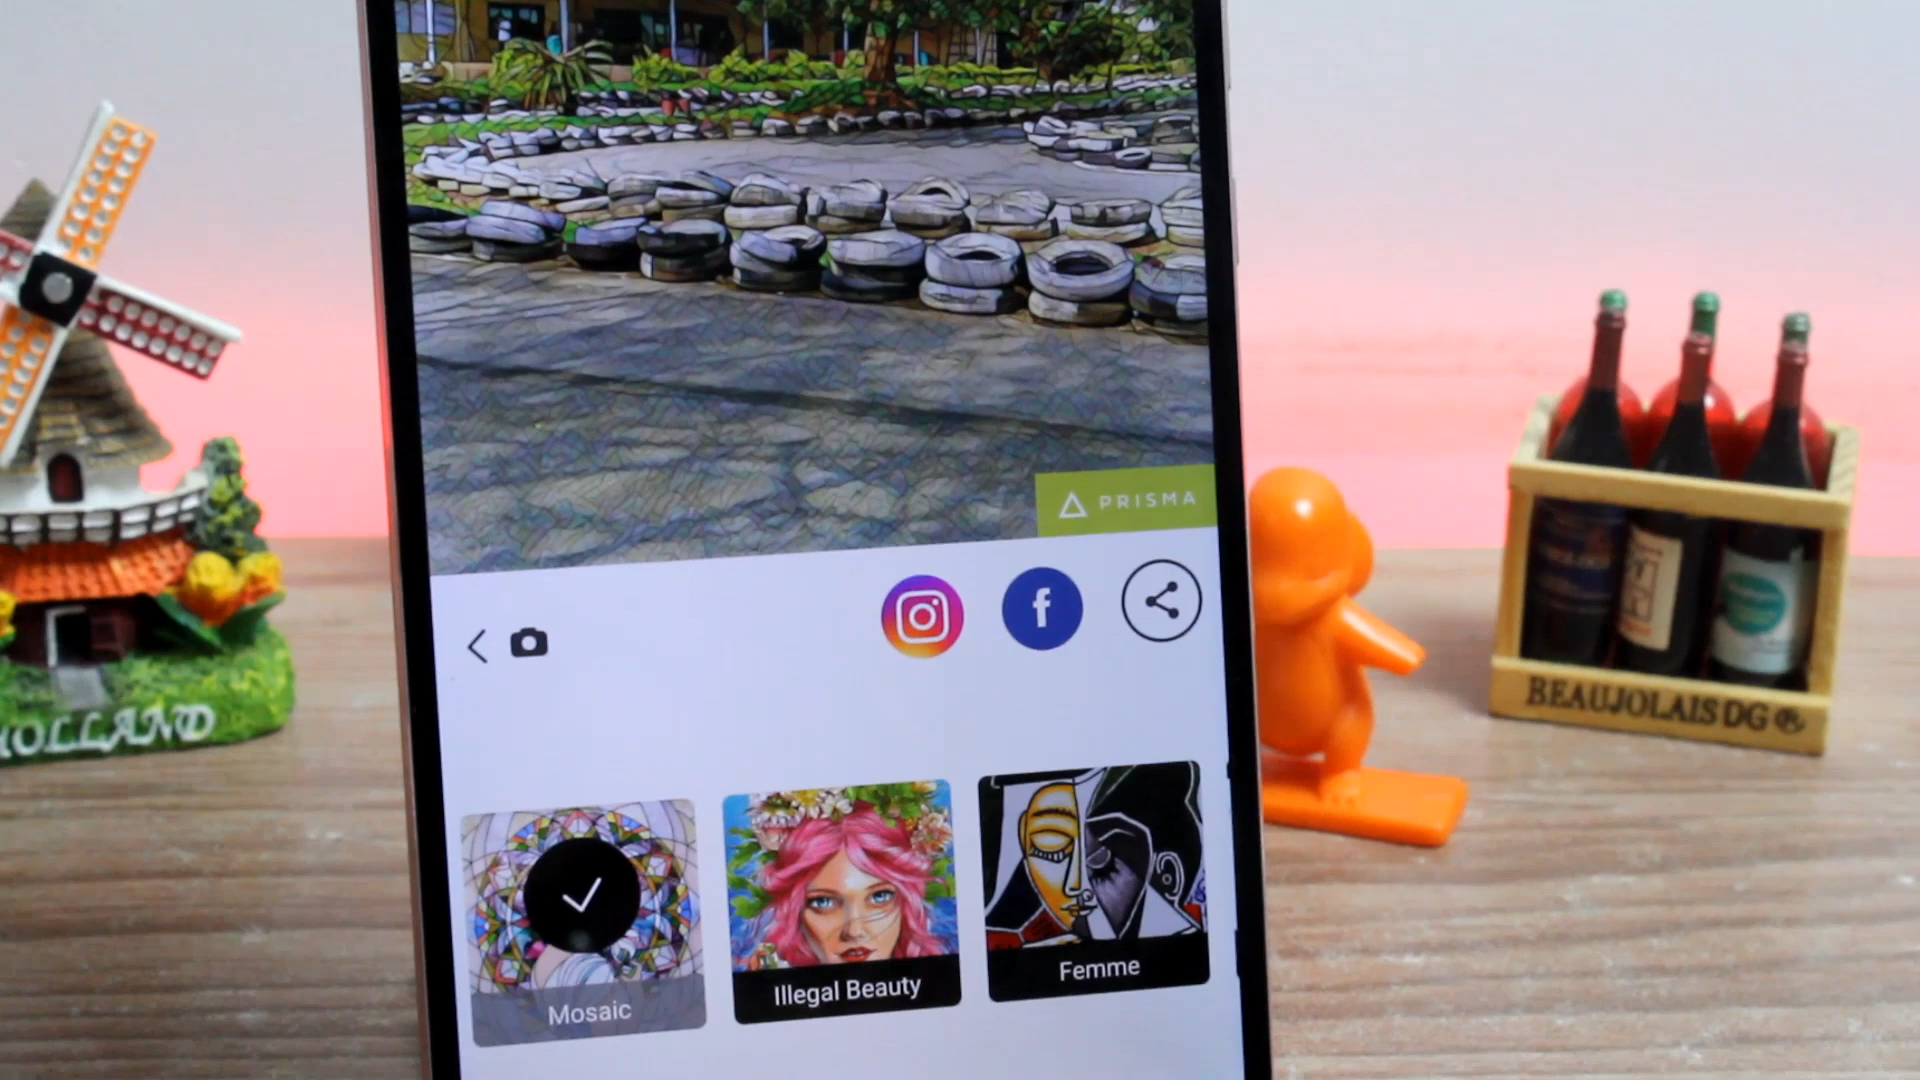 HOLLAND
PRISMA
f
Mosaic
Illegal Beauty
Femme
BEAUJOLAIS DG ®